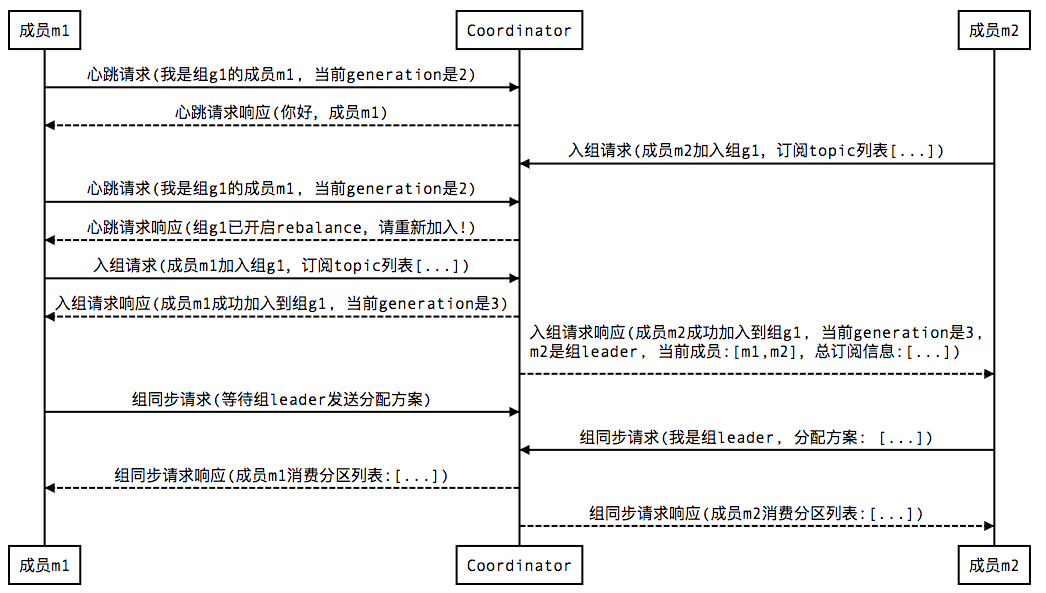 成员m1
Coordinator
成员m2
心跳请求(我是组g1的成员m1, 当前generation是2)
心跳请求响应(你好，成员m1)
入组请求(成员m2加入组g1，订阅topic列表[...])
心跳请求(我是组g1的成员m1, 当前generation是2)
心跳请求响应(组g1已开启rebalance，请重新加入!)
入组请求(成员m1加入组g1，订阅topic列表[...])
入组请求响应(成员m1成功加入到组g1, 当前generation是3)
入组请求响应(成员m2成功加入到组g1, 当前generation是3,
m2是组leader, 当前成员:[m1,m2], 总订阅信息:[...])
组同步请求(等待组leader发送分配方案)
组同步请求(我是组leader, 分配方案: [...])
组同步请求响应(成员m1消费分区列表:[...])
组同步请求响应(成员m2消费分区列表:[...])
成员m1
Coordinator
成员m2